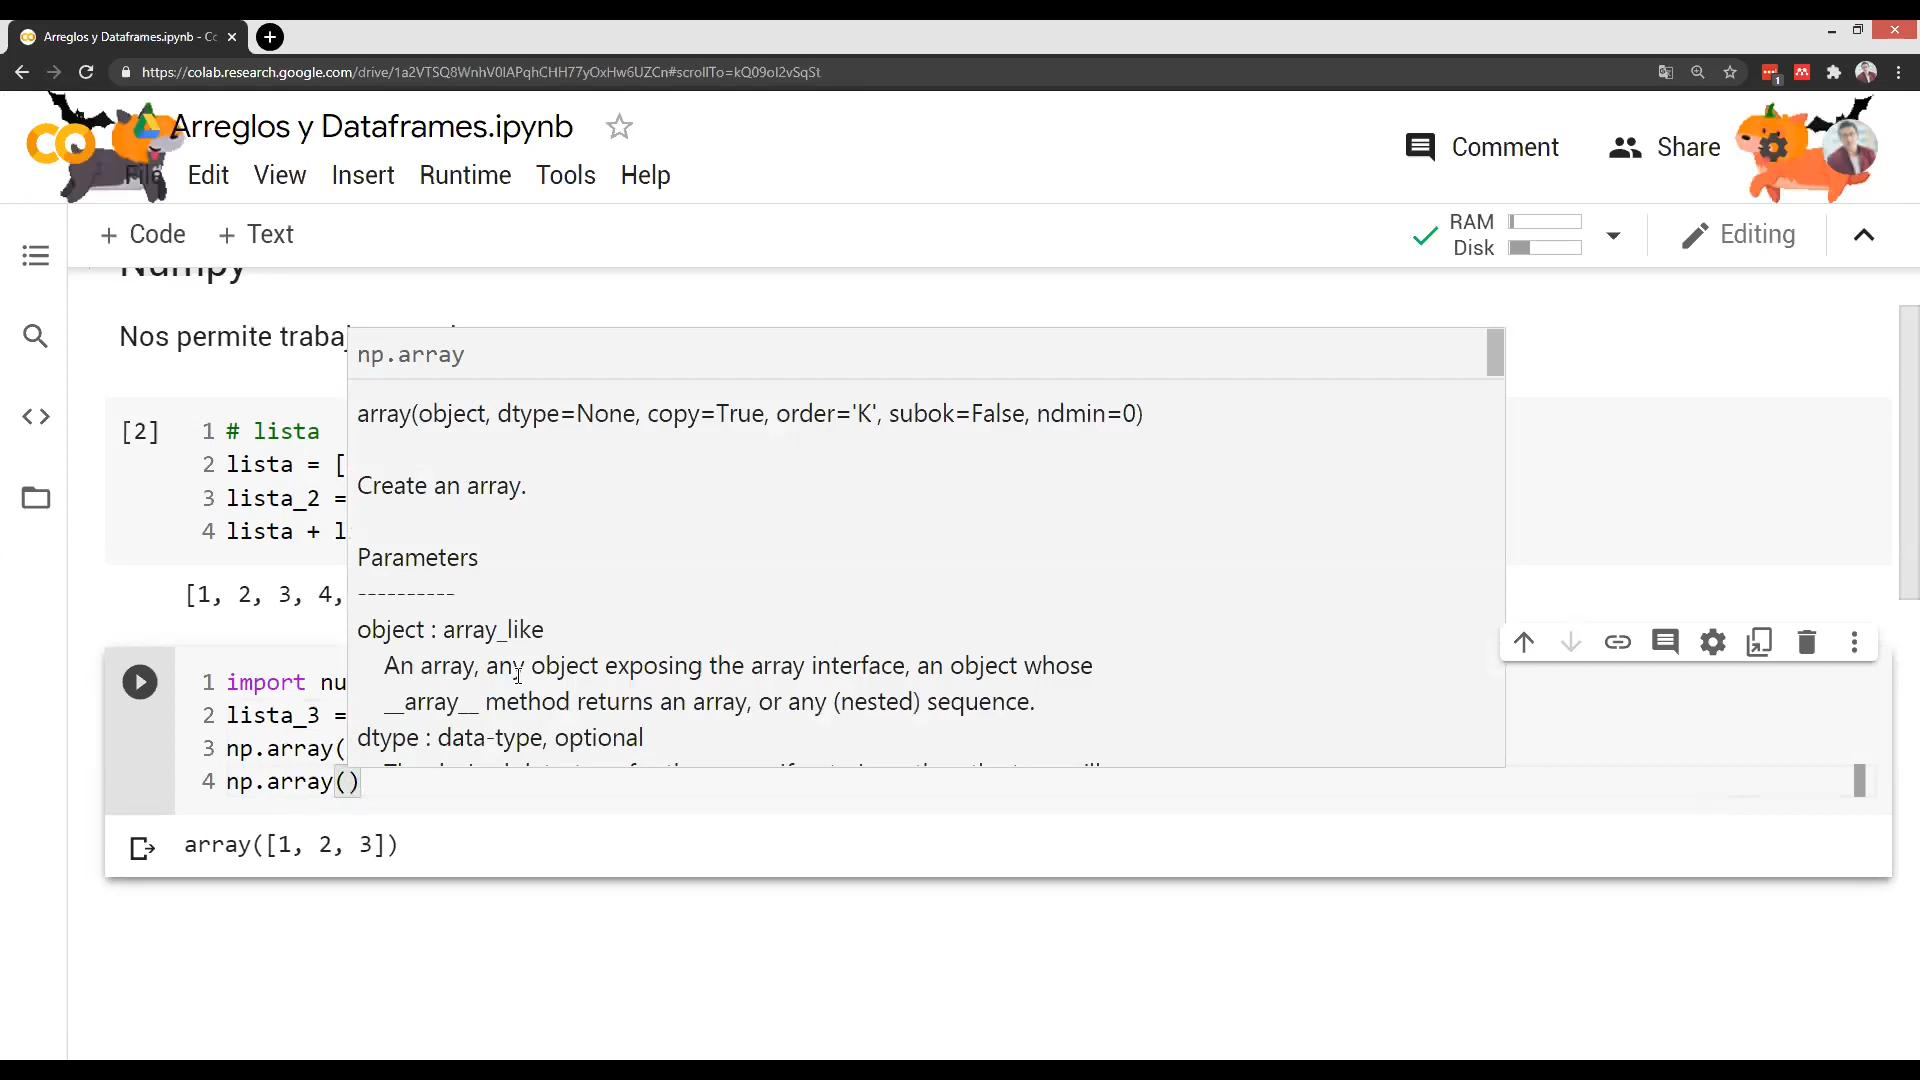 Arreglos y Dataframes.ipynb - Cc
https://colab.research.google.com/drive/1a2VTSQ8WnhV0lAPqhCHH77yOxHw6UZCn#scrollTo=kQ09oI2vSqSt
1
CO
Arreglos y Dataframes.ipynb
Comment
Share
File Edit View Insert Runtime Tools Help
+ Code + Text
RAM
Disk
Editing
Numpy
Nos permite
np.array
array(object, dtype=None, copy=True, order='K', subok=False, ndmin=0)
Create an array.
Parameters
----------
object : array_like
An array, any object exposing the array interface, an object whose
__array__ method returns an array, or any (nested) sequence.
dtype : data-type, optional
[2]
1 # lista
2 lista = [
3 lista_2 =
4 lista +
[1, 2, 3, 4,
1 import
2 lista_3 =
3 np.array(
4 np.array()
array([1, 2, 3])